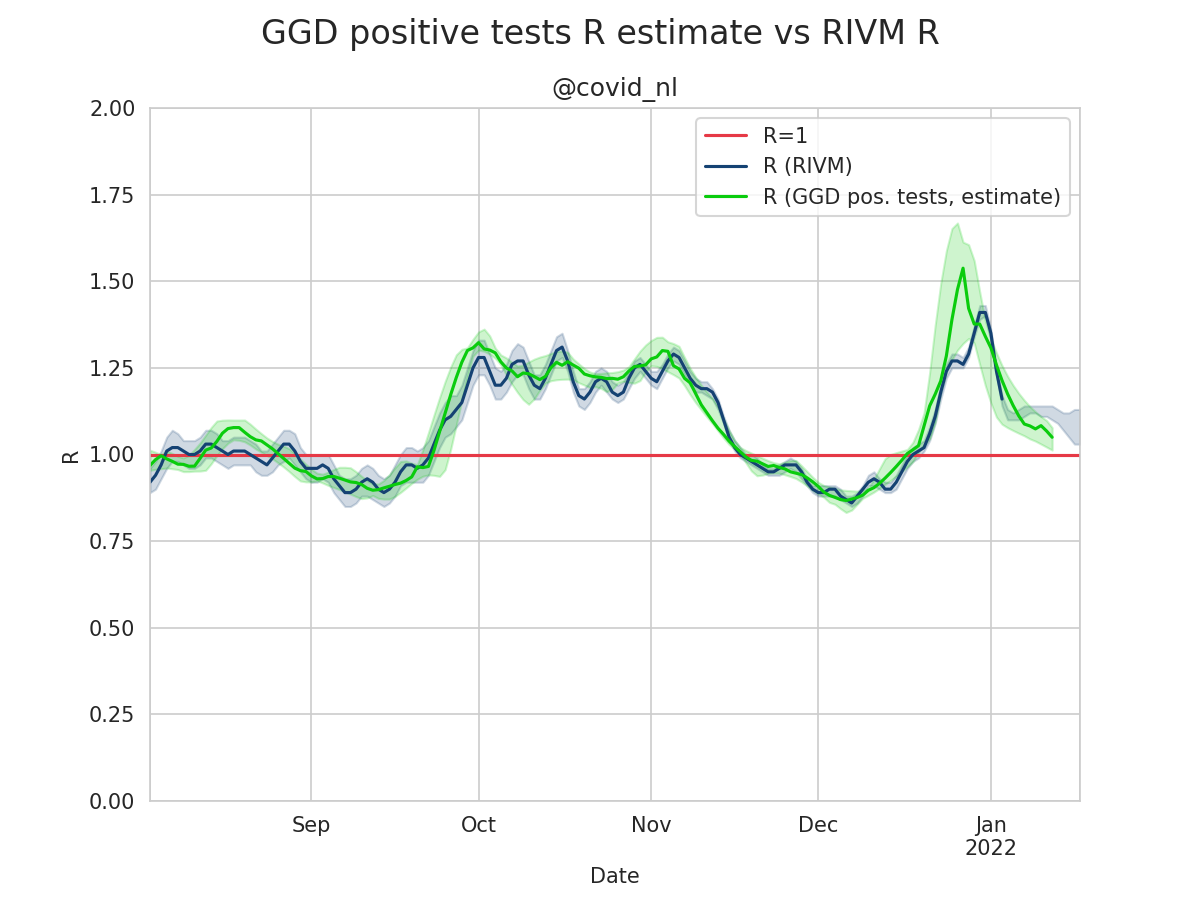 GGD positive tests R estimate vs RIVM R
@covid_nl
2.00
1.75
1.50
1.25
1.00
0.75
0.50
0.25
0.00
R
R=1
R (RIVM)
R (GGD pos. tests, estimate)
Sep Oct Nov Dec Jan
2022
Date